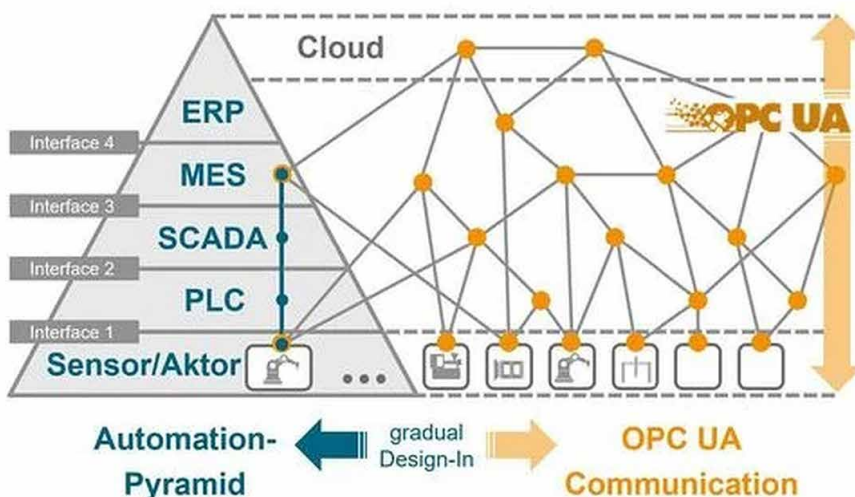 Cloud
OPC UA
ERP
Interface 4
MES
Interface 3
SCADA
Interface 2
PLC
Interface 1
Sensor/Aktor
Automation-
Pyramid
gradual
Design-In
OPC UA
Communication